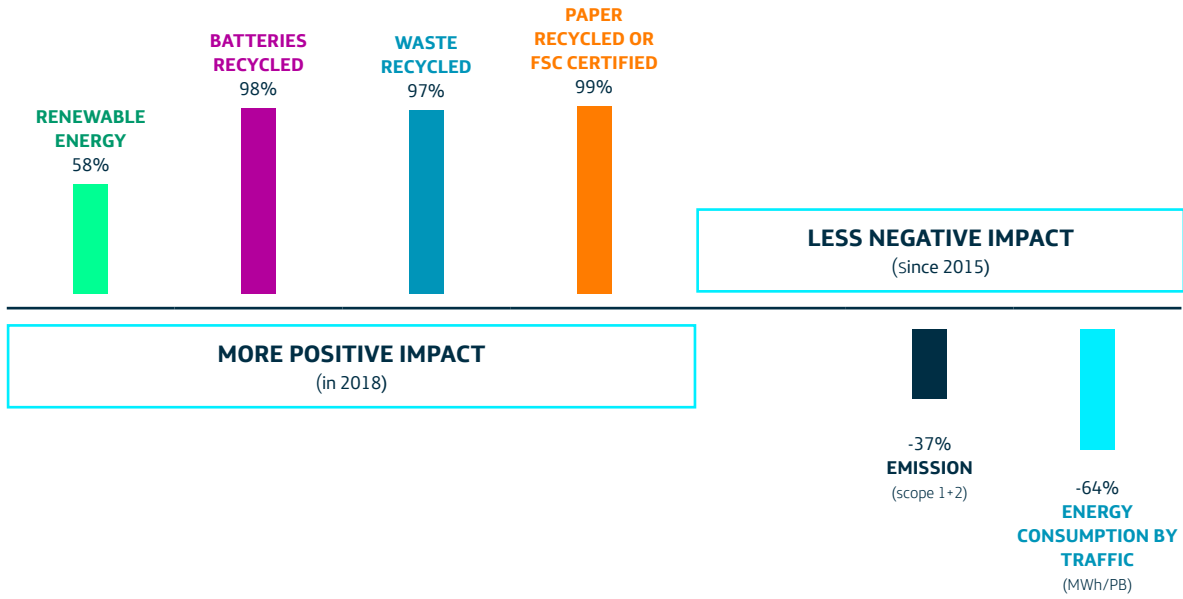 RENEWABLE
ENERGY
58%
BATTERIES
RECYCLED
98%
WASTE
RECYCLED
97%
PAPER
RECYCLED OR
FSC CERTIFIED
99%
LESS NEGATIVE IMPACT
(since 2015)
MORE POSITIVE IMPACT
(in 2018)
-37%
EMISSION
(scope 1+2)
-64%
ENERGY
CONSUMPTION BY
TRAFFIC
(MWh/PB)